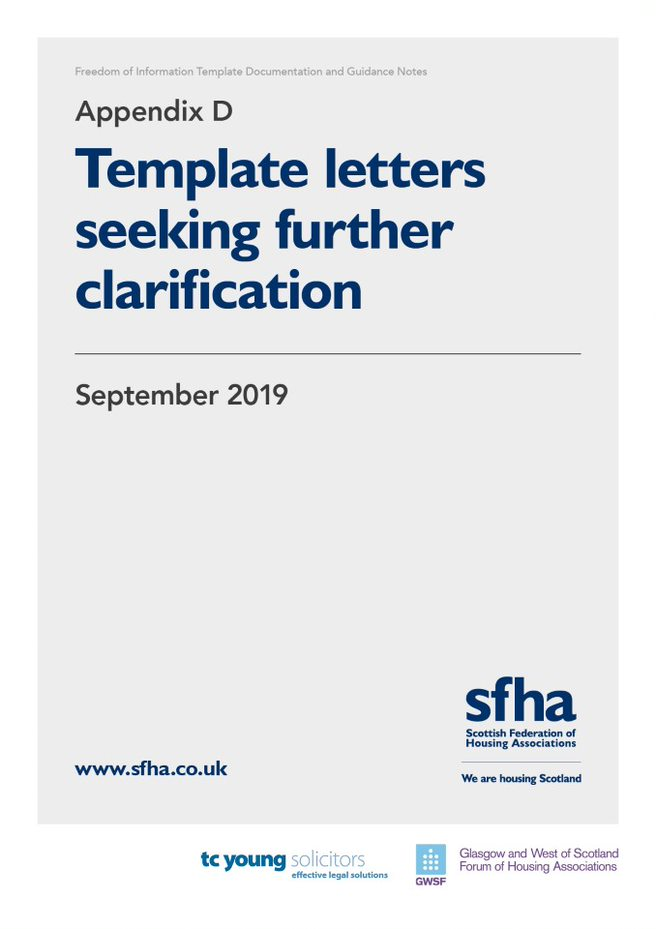 Freedom of Information Template Documentation and Guidance Notes
Appendix D
Template letters
seeking further
clarification
September 2019
sfha
Scottish Federation of
Housing Associations
www.sfha.co.uk
We are housing Scotland
tc young solicitors
effective legal solutions
GWSF
Glasgow and West of Scotland
Forum of Housing Associations